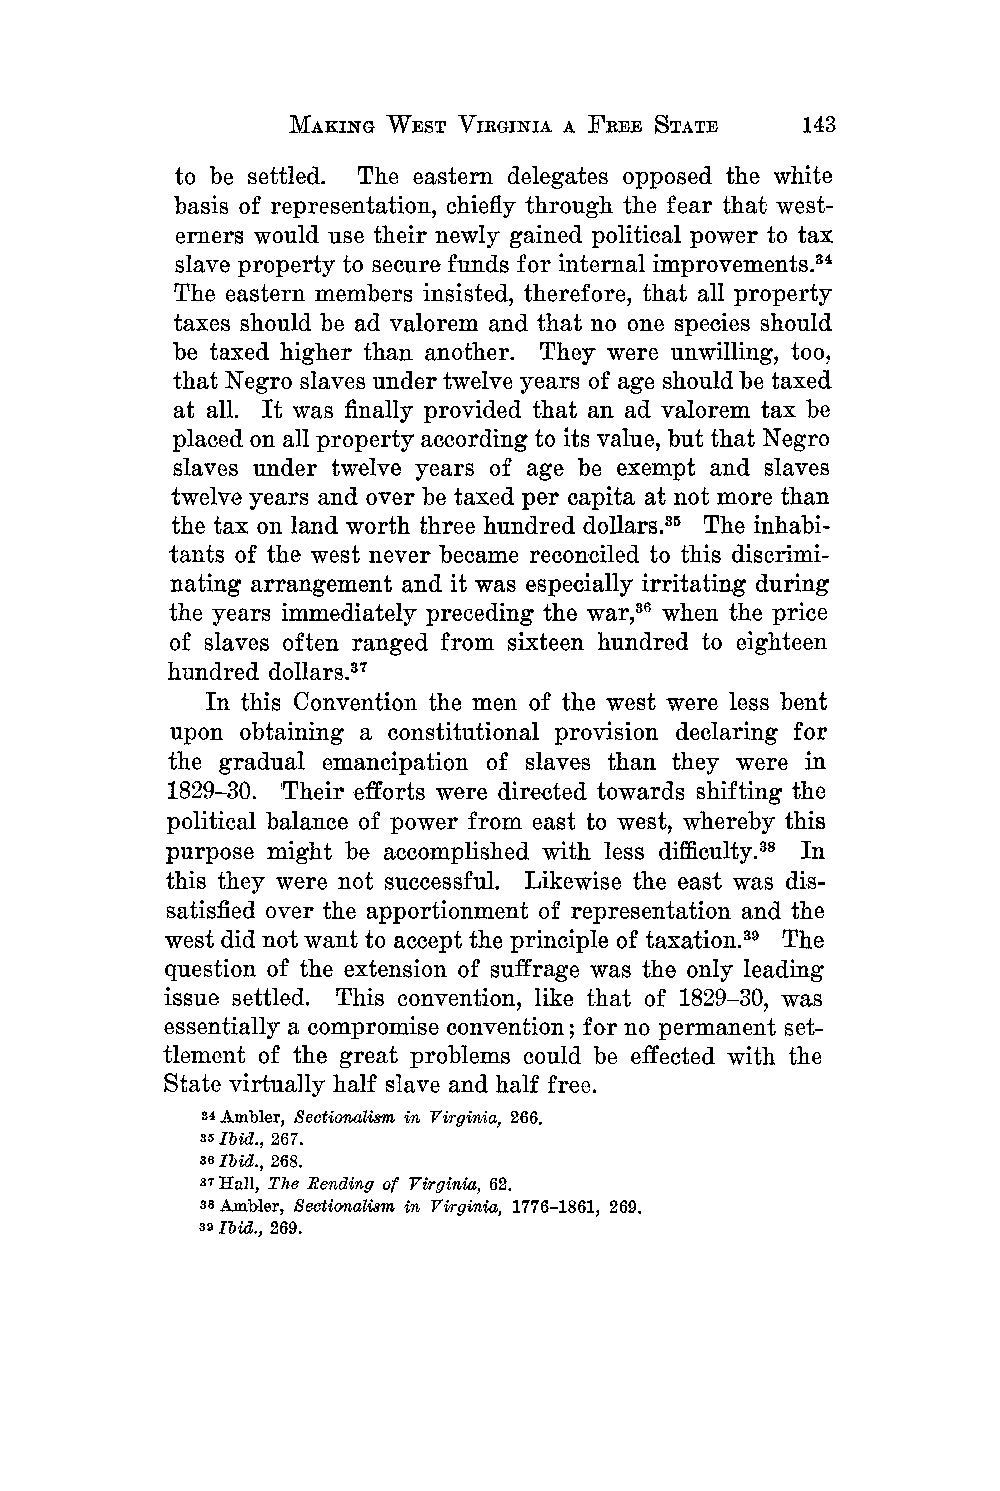 MAKING WEST VIRGINIA A FREE STATE 143
to be settled. The eastern delegates opposed the white
basis of representation, chiefly through the fear that west-
erners would use their newly gained political power to tax
slave property to secure funds for internal improvements.³⁴
The eastern members insisted, therefore, that all property
taxes should be ad valorem and that no one species should
be taxed higher than another. They were unwilling, too,
that Negro slaves under twelve years of age should be taxed
at all. It was finally provided that an ad valorem tax be
placed on all property according to its value, but that Negro
slaves under twelve years of age be exempt and slaves
twelve years and over be taxed per capita at not more than
the tax on land worth three hundred dollars.³⁵ The inhabi-
tants of the west never became reconciled to this discrimi-
nating arrangement and it was especially irritating during
the years immediately preceding the war,³⁶ when the price
of slaves often ranged from sixteen hundred to eighteen
hundred dollars.³⁷
In this Convention the men of the west were less bent
upon obtaining a constitutional provision declaring for
the gradual emancipation of slaves than they were in
1829–30. Their efforts were directed towards shifting the
political balance of power from east to west, whereby this
purpose might be accomplished with less difficulty.³⁸ In
this they were not successful. Likewise the east was dis-
satisfied over the apportionment of representation and the
west did not want to accept the principle of taxation.³⁹ The
question of the extension of suffrage was the only leading
issue settled. This convention, like that of 1829–30, was
essentially a compromise convention; for no permanent set-
tlement of the great problems could be effected with the
State virtually half slave and half free.
³⁴ Ambler, Sectionalism in Virginia, 266.
³⁵ Ibid., 267.
³⁶ Ibid., 268.
³⁷ Hall, The Rending of Virginia, 62.
³⁸ Ambler, Sectionalism in Virginia, 1776–1861, 269.
³⁹ Ibid., 269.